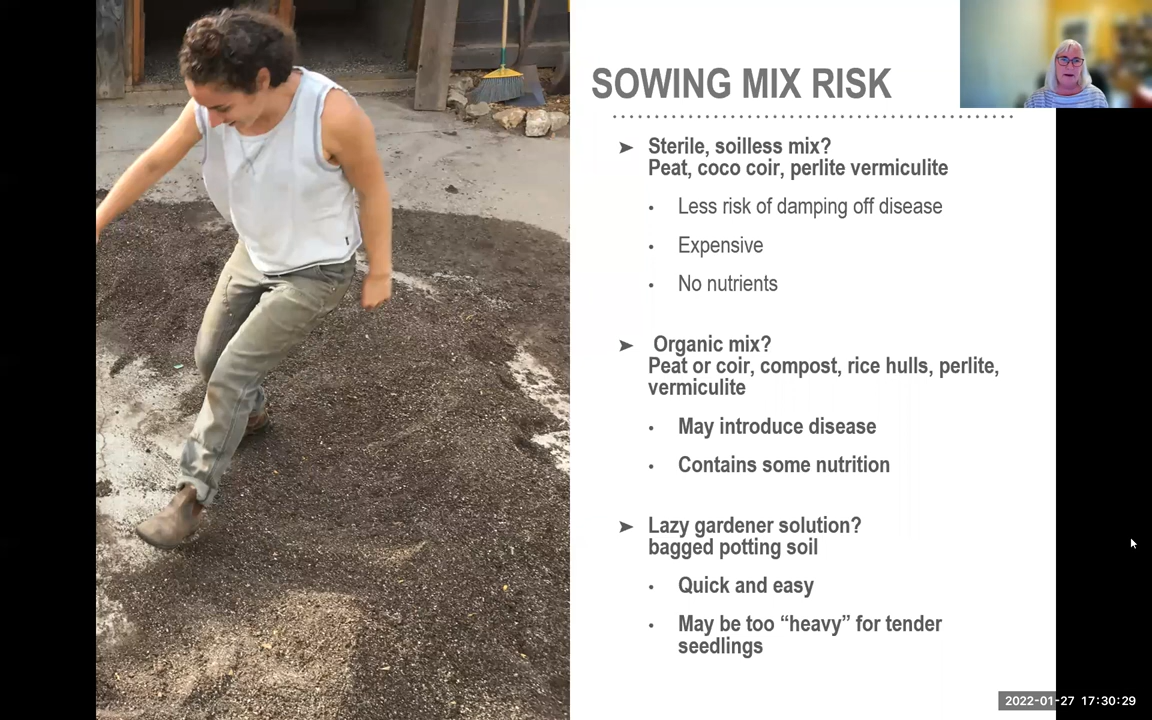 SOWING MIX RISK
➤ Sterile, soilless mix?
Peat, coco coir, perlite vermiculite
• Less risk of damping off disease
• Expensive
• No nutrients
➤ Organic mix?
Peat or coir, compost, rice hulls, perlite,
vermiculite
• May introduce disease
• Contains some nutrition
➤ Lazy gardener solution?
bagged potting soil
• Quick and easy
• May be too “heavy” for tender
seedlings
2022-01-27 17:30:29